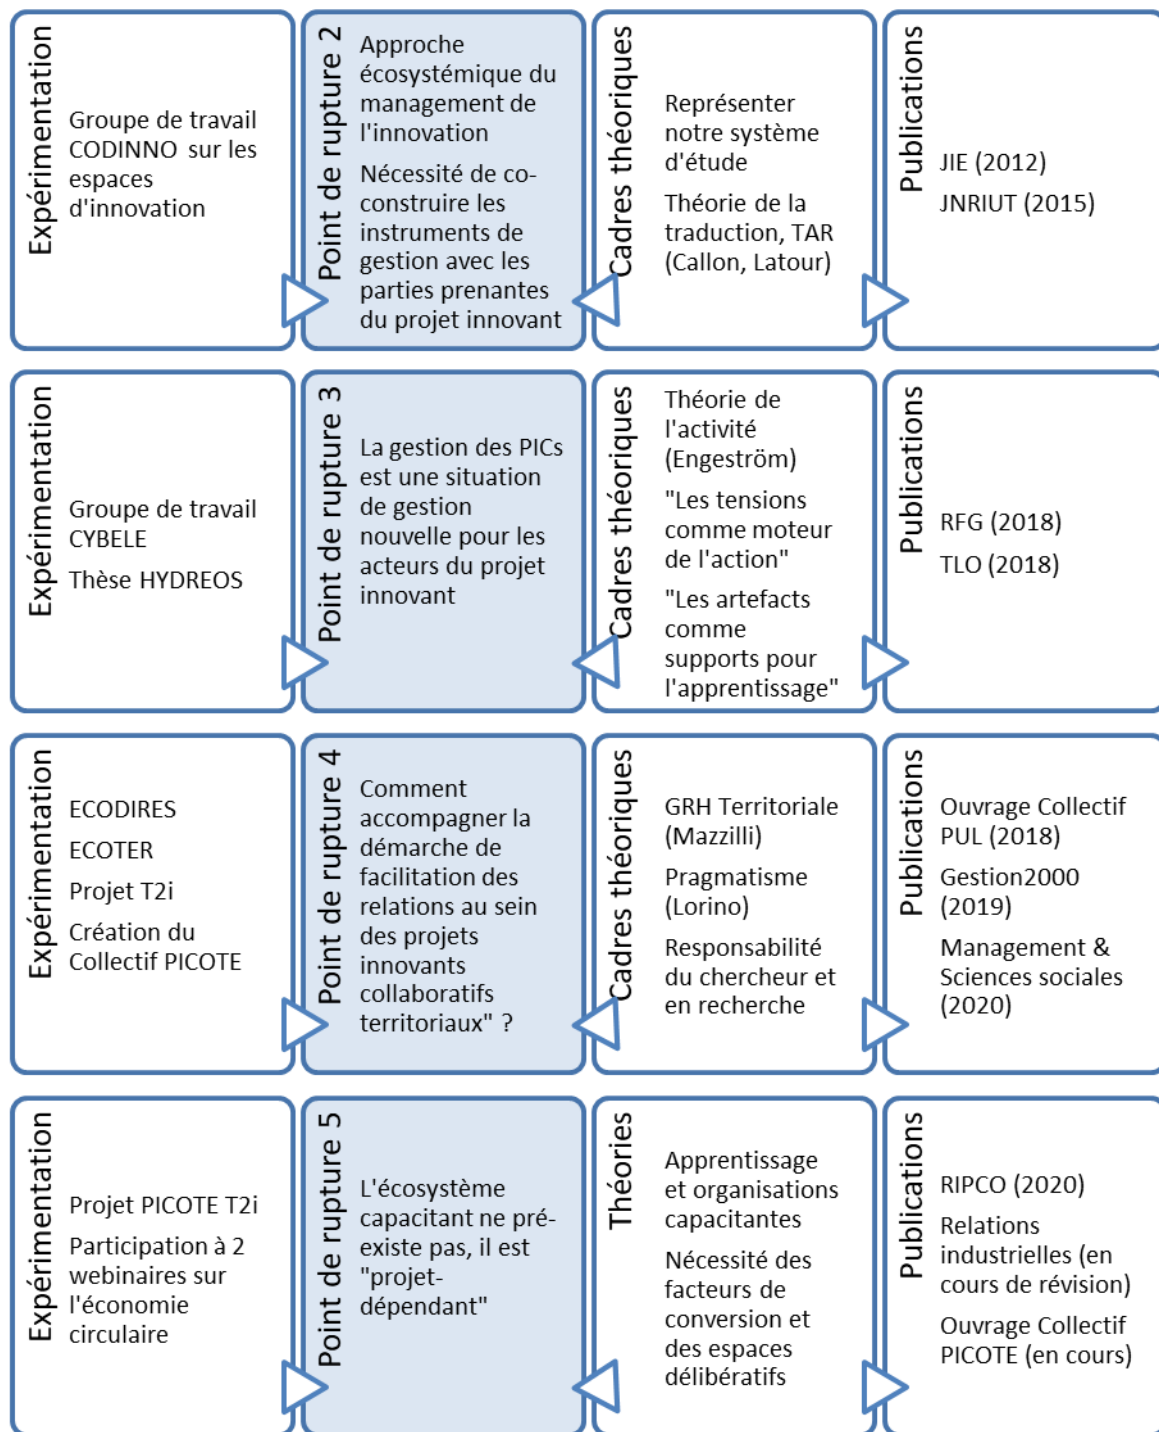 Expérimentation
Groupe de travail
CODINNO sur les
espaces
d'innovation
Point de rupture 2
Approche
écosystémique du
management de
l'innovation
Nécessité de co-
construire les
instruments de
gestion avec les
parties prenantes
du projet innovant
Cadres théoriques
Représenter
notre système
d'étude
Théorie de la
traduction, TAR
(Callon, Latour)
Publications
JIE (2012)
JNRIUT (2015)
Expérimentation
Groupe de travail
CYBELE
Thèse HYDREOS
Point de rupture 3
La gestion des PICs
est une situation
de gestion
nouvelle pour les
acteurs du projet
innovant
Cadres théoriques
Théorie de
l'activité
(Engeström)
"Les tensions
comme moteur
de l'action"
"Les artefacts
comme
supports pour
l'apprentissage"
Publications
RFG (2018)
TLO (2018)
Expérimentation
ECODIRES
ECOTER
Projet T2i
Création du
Collectif PICOTE
Point de rupture 4
Comment
accompagner la
démarche de
facilitation des
relations au sein
des projets
innovants
collaboratifs
territoriaux" ?
Cadres théoriques
GRH Territoriale
(Mazzilli)
Pragmatisme
(Lorino)
Responsabilité
du chercheur et
en recherche
Publications
Ouvrage Collectif
PUL (2018)
Gestion2000
(2019)
Management &
Sciences sociales
(2020)
Expérimentation
Projet PICOTE T2i
Participation à 2
webinaires sur
l'économie
circulaire
Point de rupture 5
L'écosystème
capacitant ne pré-
existe pas, il est
"projet-
dépendant"
Théories
Apprentissage
et organisations
capacitantes
Nécessité des
facteurs de
conversion et
des espaces
délibératifs
Publications
RIPCO (2020)
Relations
industrielles (en
cours de révision)
Ouvrage Collectif
PICOTE (en cours)